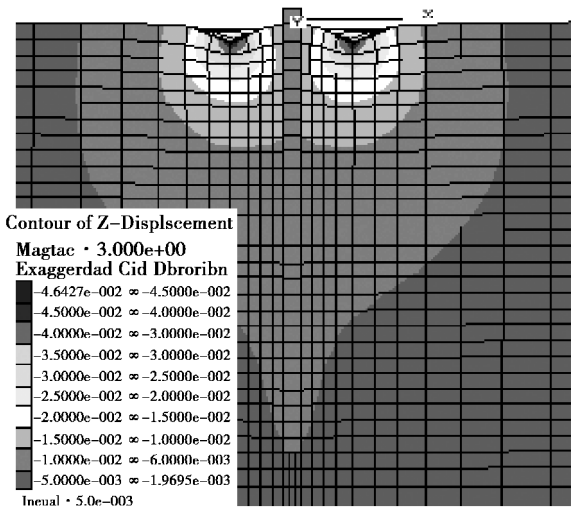 Y X
Contour of Z-Displscement
Magtac · 3.000e+00
Exaggerdad Cid Dbroribn
-4.6427e-002 ∞ -4.5000e-002
-4.5000e-002 ∞ -4.0000e-002
-4.0000e-002 ∞ -3.0000e-002
-3.5000e-002 ∞ -3.0000e-002
-3.0000e-002 ∞ -2.5000e-002
-2.5000e-002 ∞ -2.0000e-002
-2.0000e-002 ∞ -1.5000e-002
-1.5000e-002 ∞ -1.0000e-002
-1.0000e-002 ∞ -6.0000e-003
-5.0000e-003 ∞ -1.9695e-003
Ineual · 5.0e-003